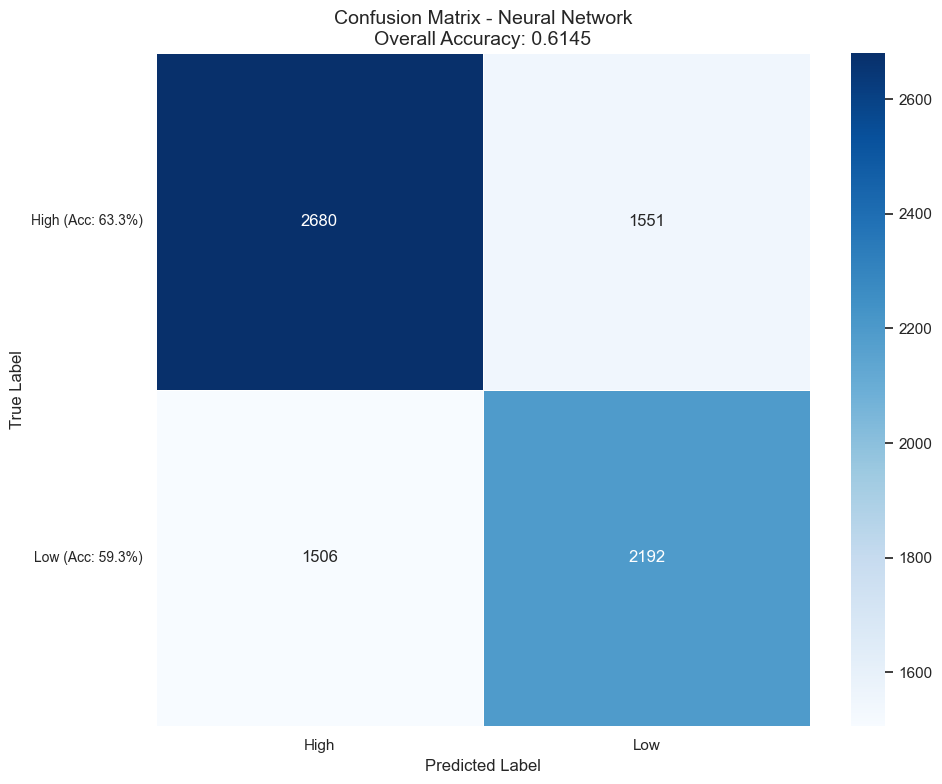 Confusion Matrix - Neural Network
Overall Accuracy: 0.6145
True Label
High (Acc: 63.3%)
2680
1551
Low (Acc: 59.3%)
1506
2192
High
Low
Predicted Label
2600
2400
2200
2000
1800
1600